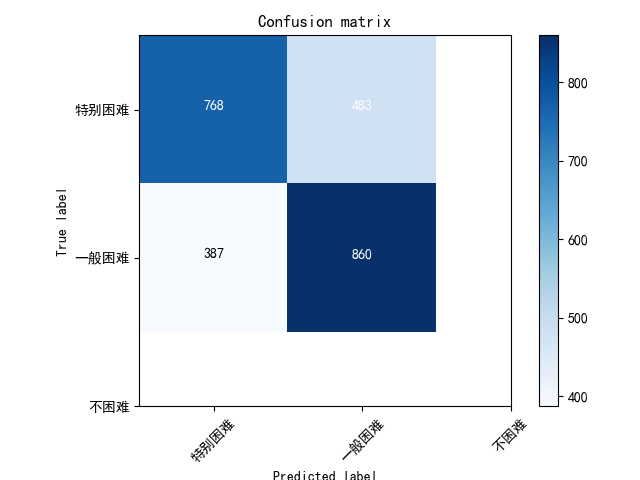 Confusion matrix
特别困难
768
483
800
700
一般困难
387
860
600
500
400
不困难
True label
特别困难
一般困难
不困难
Predicted label